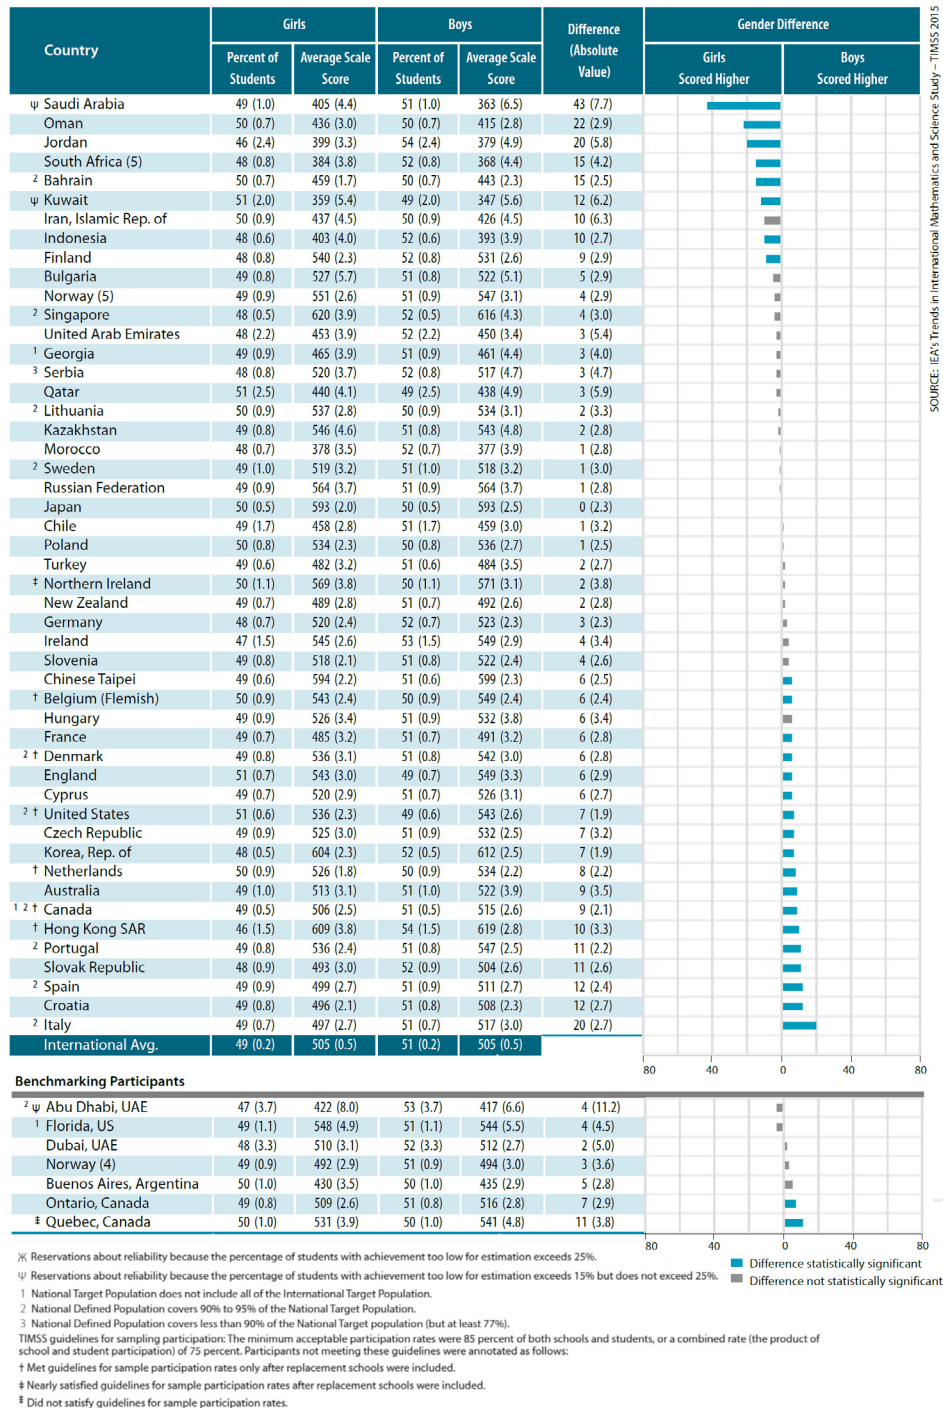 Country Girls Boys Difference (Absolute Value) Gender Difference
Percent of Students Average Scale Score Percent of Students Average Scale Score Girls Scored Higher Boys Scored Higher
ψ Saudi Arabia 49 (1.0) 405 (4.4) 51 (1.0) 363 (6.5) 43 (7.7)
Oman 50 (0.7) 436 (3.0) 50 (0.7) 415 (2.8) 22 (2.9)
Jordan 46 (2.4) 399 (3.3) 54 (2.4) 379 (4.9) 20 (5.8)
South Africa (5) 48 (0.8) 384 (3.8) 52 (0.8) 368 (4.4) 15 (4.2)
2 Bahrain 50 (0.7) 459 (1.7) 50 (0.7) 443 (2.3) 15 (2.5)
ψ Kuwait 51 (2.0) 359 (5.4) 49 (2.0) 347 (5.6) 12 (6.2)
Iran, Islamic Rep. of 50 (0.9) 437 (4.5) 50 (0.9) 426 (4.5) 10 (6.3)
Indonesia 48 (0.6) 403 (4.0) 52 (0.6) 393 (3.9) 10 (2.7)
Finland 48 (0.8) 540 (2.3) 52 (0.8) 531 (2.6) 9 (2.9)
Bulgaria 49 (0.8) 527 (5.7) 51 (0.8) 522 (5.1) 5 (2.9)
Norway (5) 49 (0.9) 551 (2.6) 51 (0.9) 547 (3.1) 4 (2.9)
2 Singapore 48 (0.5) 620 (3.9) 52 (0.5) 616 (4.3) 4 (3.0)
United Arab Emirates 48 (2.2) 453 (3.9) 52 (2.2) 450 (3.4) 3 (5.4)
1 Georgia 49 (0.9) 465 (3.9) 51 (0.9) 461 (4.4) 3 (4.0)
3 Serbia 48 (0.8) 520 (3.7) 52 (0.8) 517 (4.7) 3 (4.7)
Qatar 51 (2.5) 440 (4.1) 49 (2.5) 438 (4.9) 3 (5.9)
2 Lithuania 50 (0.9) 537 (2.8) 50 (0.9) 534 (3.1) 2 (3.3)
Kazakhstan 49 (0.8) 546 (4.6) 51 (0.8) 543 (4.8) 2 (2.8)
Morocco 48 (0.7) 378 (3.5) 52 (0.7) 377 (3.9) 1 (2.8)
2 Sweden 49 (1.0) 519 (3.2) 51 (1.0) 518 (3.2) 1 (3.0)
Russian Federation 49 (0.9) 564 (3.7) 51 (0.9) 564 (3.7) 1 (2.8)
Japan 50 (0.5) 593 (2.0) 50 (0.5) 593 (2.5) 0 (2.3)
Chile 49 (1.7) 458 (2.8) 51 (1.7) 459 (3.0) 1 (3.2)
Poland 50 (0.8) 534 (2.3) 50 (0.8) 536 (2.7) 1 (2.5)
Turkey 49 (0.6) 482 (3.2) 51 (0.6) 484 (3.5) 2 (2.7)
‡ Northern Ireland 50 (1.1) 569 (3.8) 50 (1.1) 571 (3.1) 2 (3.8)
New Zealand 49 (0.7) 489 (2.8) 51 (0.7) 492 (2.6) 2 (2.8)
Germany 48 (0.7) 520 (2.4) 52 (0.7) 523 (2.3) 3 (2.3)
Ireland 47 (1.5) 545 (2.6) 53 (1.5) 549 (2.9) 4 (3.4)
Slovenia 49 (0.8) 518 (2.1) 51 (0.8) 522 (2.4) 4 (2.6)
Chinese Taipei 49 (0.6) 594 (2.2) 51 (0.6) 599 (2.3) 6 (2.5)
† Belgium (Flemish) 50 (0.9) 543 (2.4) 50 (0.9) 549 (2.4) 6 (2.4)
Hungary 49 (0.9) 526 (3.4) 51 (0.9) 532 (3.8) 6 (3.4)
France 49 (0.7) 485 (3.2) 51 (0.7) 491 (3.2) 6 (2.8)
2 † Denmark 49 (0.8) 536 (3.1) 51 (0.8) 542 (3.0) 6 (2.8)
England 51 (0.7) 543 (3.0) 49 (0.7) 549 (3.3) 6 (2.9)
Cyprus 49 (0.7) 520 (2.9) 51 (0.7) 526 (3.1) 6 (2.7)
2 † United States 51 (0.6) 536 (2.3) 49 (0.6) 543 (2.6) 7 (1.9)
Czech Republic 49 (0.9) 525 (3.0) 51 (0.9) 532 (2.5) 7 (3.2)
Korea, Rep. of 48 (0.5) 604 (2.3) 52 (0.5) 612 (2.5) 7 (1.9)
† Netherlands 50 (0.9) 526 (1.8) 50 (0.9) 534 (2.2) 8 (2.2)
Australia 49 (1.0) 513 (3.1) 51 (1.0) 522 (3.9) 9 (3.5)
1 2 † Canada 49 (0.5) 506 (2.5) 51 (0.5) 515 (2.6) 9 (2.1)
† Hong Kong SAR 46 (1.5) 609 (3.8) 54 (1.5) 619 (2.8) 10 (3.3)
2 Portugal 49 (0.8) 536 (2.4) 51 (0.8) 547 (2.5) 11 (2.2)
Slovak Republic 48 (0.9) 493 (3.0) 52 (0.9) 504 (2.6) 11 (2.6)
2 Spain 49 (0.9) 499 (2.7) 51 (0.9) 511 (2.7) 12 (2.4)
Croatia 49 (0.8) 496 (2.1) 51 (0.8) 508 (2.3) 12 (2.7)
2 Italy 49 (0.7) 497 (2.7) 51 (0.7) 517 (3.0) 20 (2.7)
International Avg. 49 (0.2) 505 (0.5) 51 (0.2) 505 (0.5)
80 40 0 40 80
Benchmarking Participants
2 ψ Abu Dhabi, UAE 47 (3.7) 422 (8.0) 53 (3.7) 417 (6.6) 4 (11.2)
1 Florida, US 49 (1.1) 548 (4.9) 51 (1.1) 544 (5.5) 4 (4.5)
Dubai, UAE 48 (3.3) 510 (3.1) 52 (3.3) 512 (2.7) 2 (5.0)
Norway (4) 49 (0.9) 492 (2.9) 51 (0.9) 494 (3.0) 3 (3.6)
Buenos Aires, Argentina 50 (1.0) 430 (3.5) 50 (1.0) 435 (2.9) 5 (2.8)
Ontario, Canada 49 (0.8) 509 (2.6) 51 (0.8) 516 (2.8) 7 (2.9)
⹋ Quebec, Canada 50 (1.0) 531 (3.9) 50 (1.0) 541 (4.8) 11 (3.8)
80 40 0 40 80
Difference statistically significant
Difference not statistically significant
Ж Reservations about reliability because the percentage of students with achievement too low for estimation exceeds 25%.
Ψ Reservations about reliability because the percentage of students with achievement too low for estimation exceeds 15% but does not exceed 25%.
1 National Target Population does not include all of the International Target Population.
2 National Defined Population covers 90% to 95% of the National Target Population.
3 National Defined Population covers less than 90% of the National Target population (but at least 77%).
TIMSS guidelines for sampling participation: The minimum acceptable participation rates were 85 percent of both schools and students, or a combined rate (the product of
school and student participation) of 75 percent. Participants not meeting these guidelines were annotated as follows:
† Met guidelines for sample participation rates only after replacement schools were included.
‡ Nearly satisfied guidelines for sample participation rates after replacement schools were included.
⹋ Did not satisfy guidelines for sample participation rates.
SOURCE: IEA's Trends in International Mathematics and Science Study – TIMSS 2015